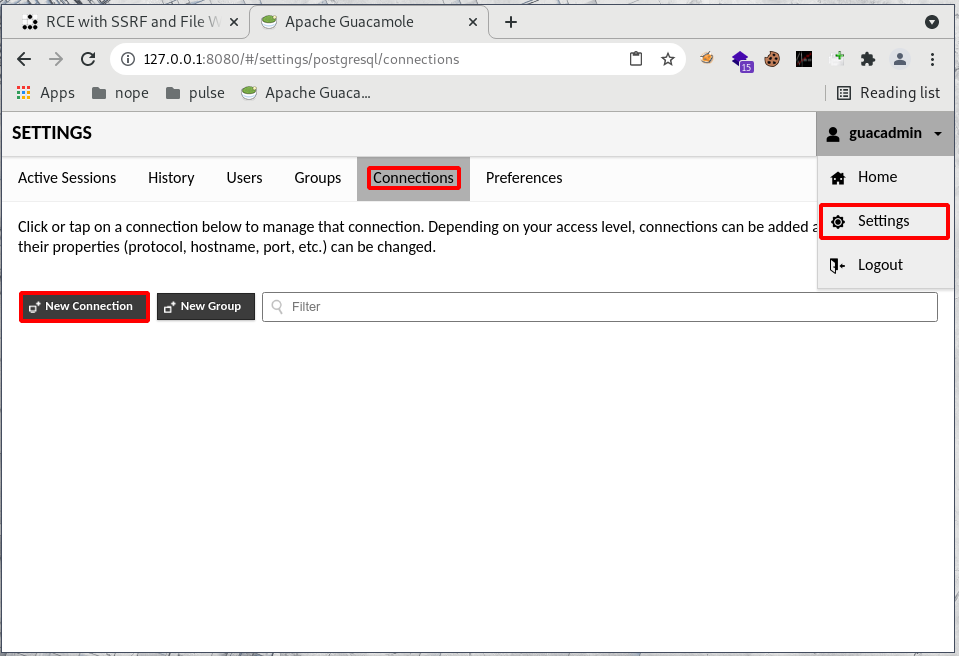 RCE with SSRF and File W
Apache Guacamole
127.0.0.1:8080/#/settings/postgresql/connections
15
Apps nope pulse Apache Guaca... Reading list
SETTINGS guacadmin
Active Sessions History Users Groups Connections Preferences
Home
Settings
Logout
Click or tap on a connection below to manage that connection. Depending on your access level, connections can be added a
their properties (protocol, hostname, port, etc.) can be changed.
New Connection New Group Filter